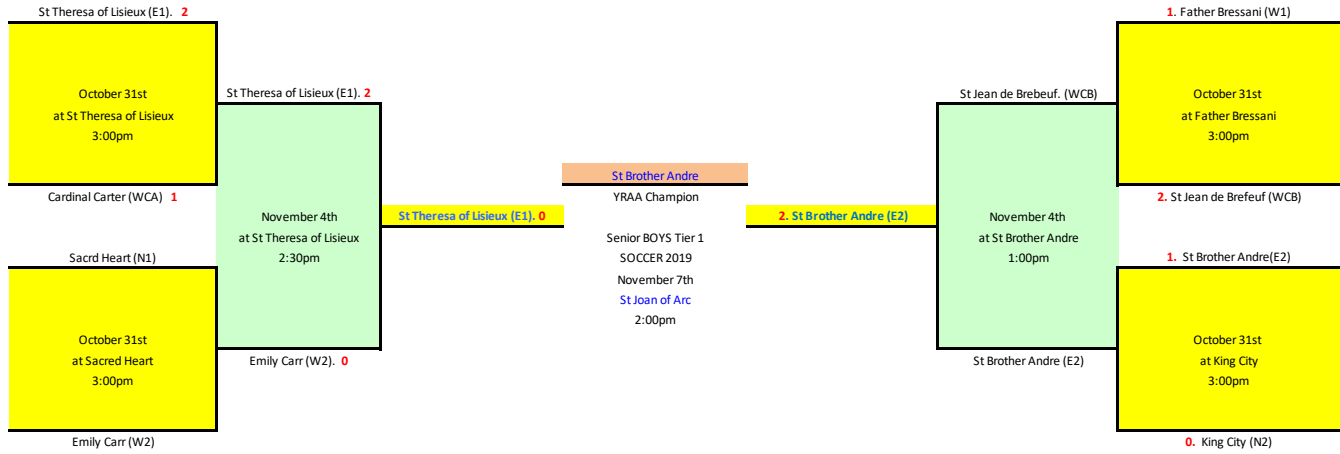 St Theresa of Lisieux (E1). 2
October 31st
at St Theresa of Lisieux
3:00pm
Cardinal Carter (WCA) 1
Sacrd Heart (N1)
October 31st
at Sacred Heart
3:00pm
Emily Carr (W2)
St Theresa of Lisieux (E1). 2
November 4th
at St Theresa of Lisieux
2:30pm
Emily Carr (W2). 0
St Theresa of Lisieux (E1). 0
St Brother Andre
YRAA Champion
Senior BOYS Tier 1
SOCCER 2019
November 7th
St Joan of Arc
2:00pm
2. St Brother Andre (E2)
St Jean de Brebeuf. (WCB)
November 4th
at St Brother Andre
1:00pm
St Brother Andre (E2)
1. Father Bressani (W1)
October 31st
at Father Bressani
3:00pm
2. St Jean de Brefeuf (WCB)
1. St Brother Andre(E2)
October 31st
at King City
3:00pm
0. King City (N2)